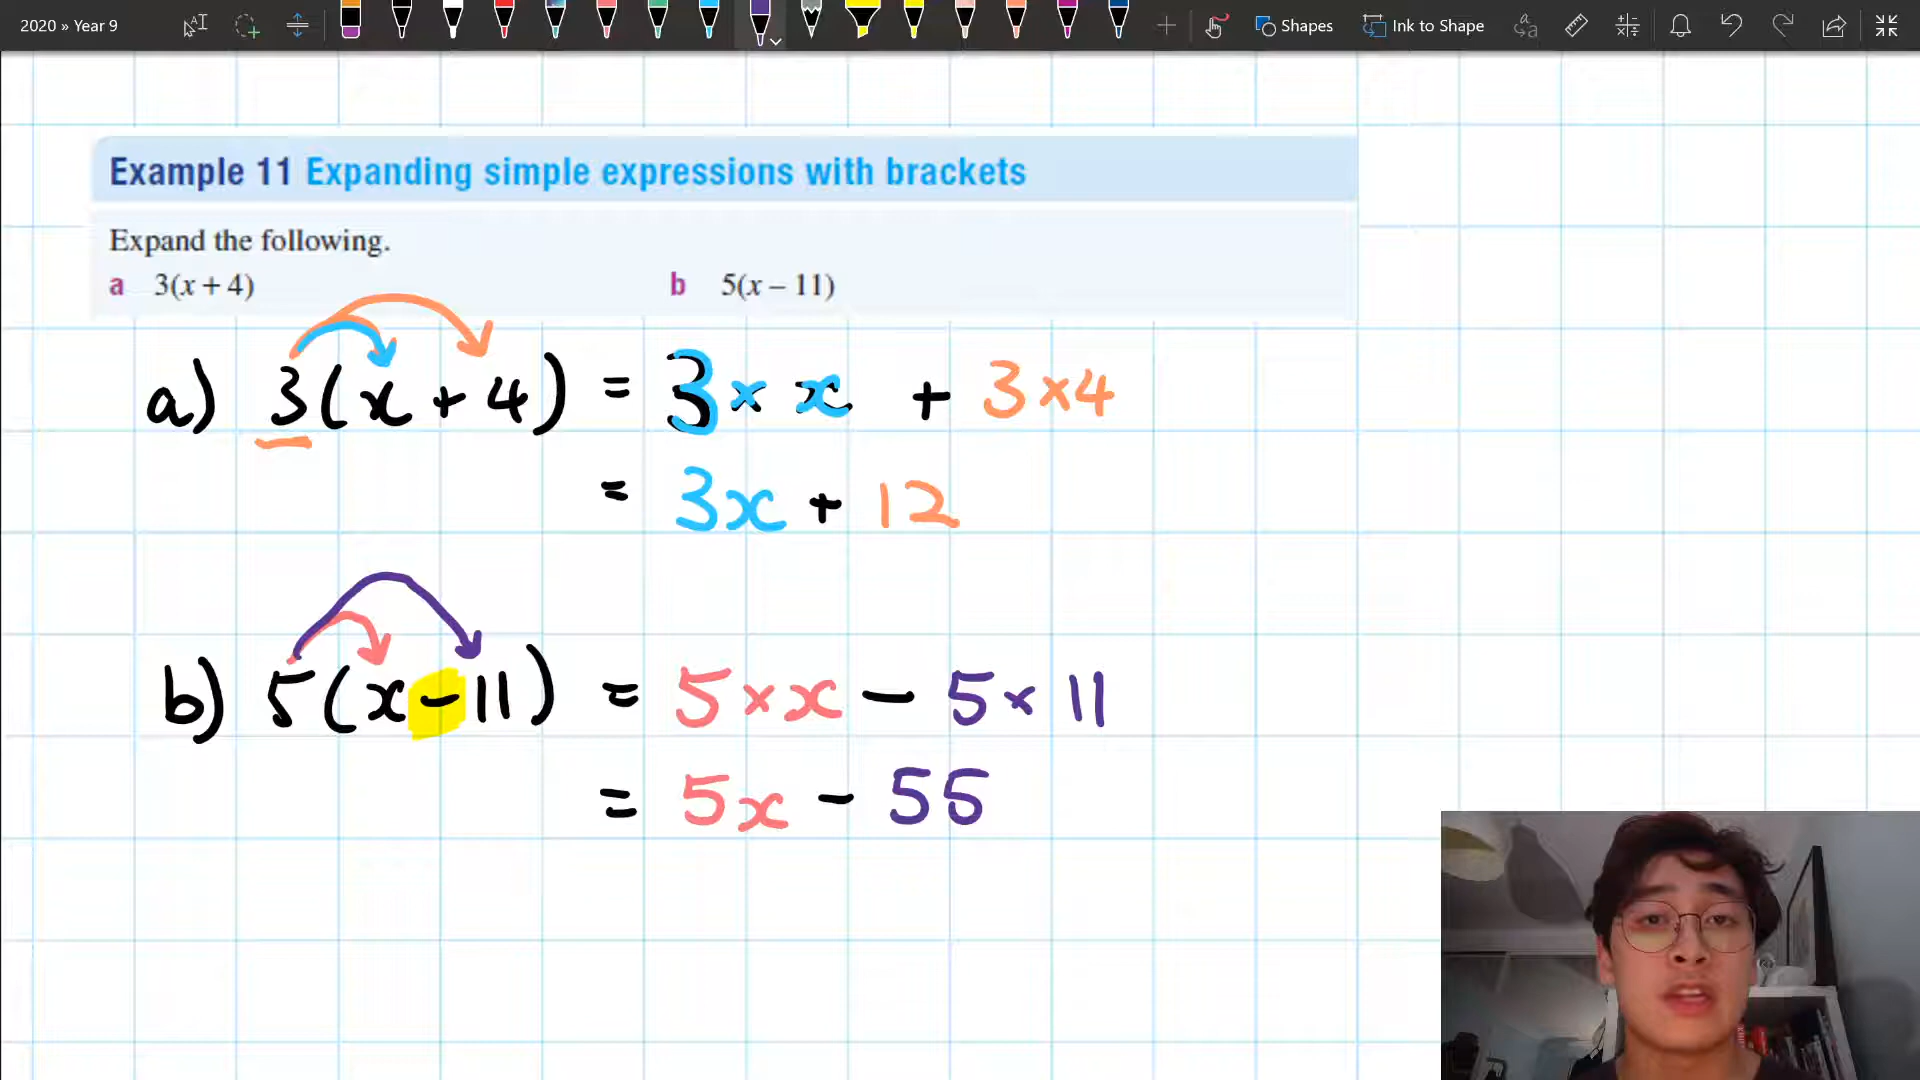 2020 » Year 9
Shapes
Ink to Shape
Example 11 Expanding simple expressions with brackets
Expand the following.
a 3(x + 4) b 5(x – 11)
a) 3(x + 4) = 3 × x + 3 × 4
= 3x + 12
b) 5(x - 11) = 5 × x - 5 × 11
= 5x - 55